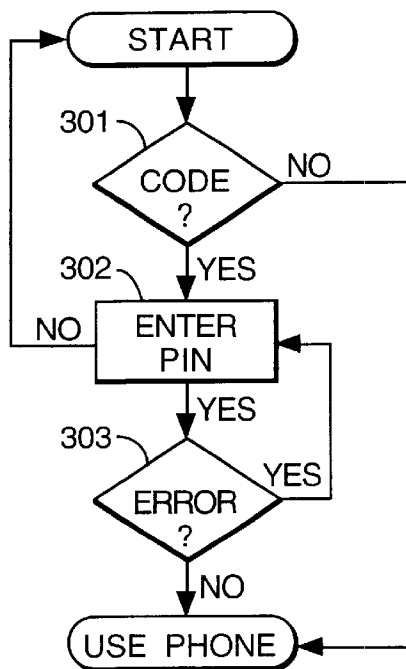 START
301
CODE
?
NO
YES
302
NO
ENTER
PIN
YES
303
YES
ERROR
?
NO
USE PHONE